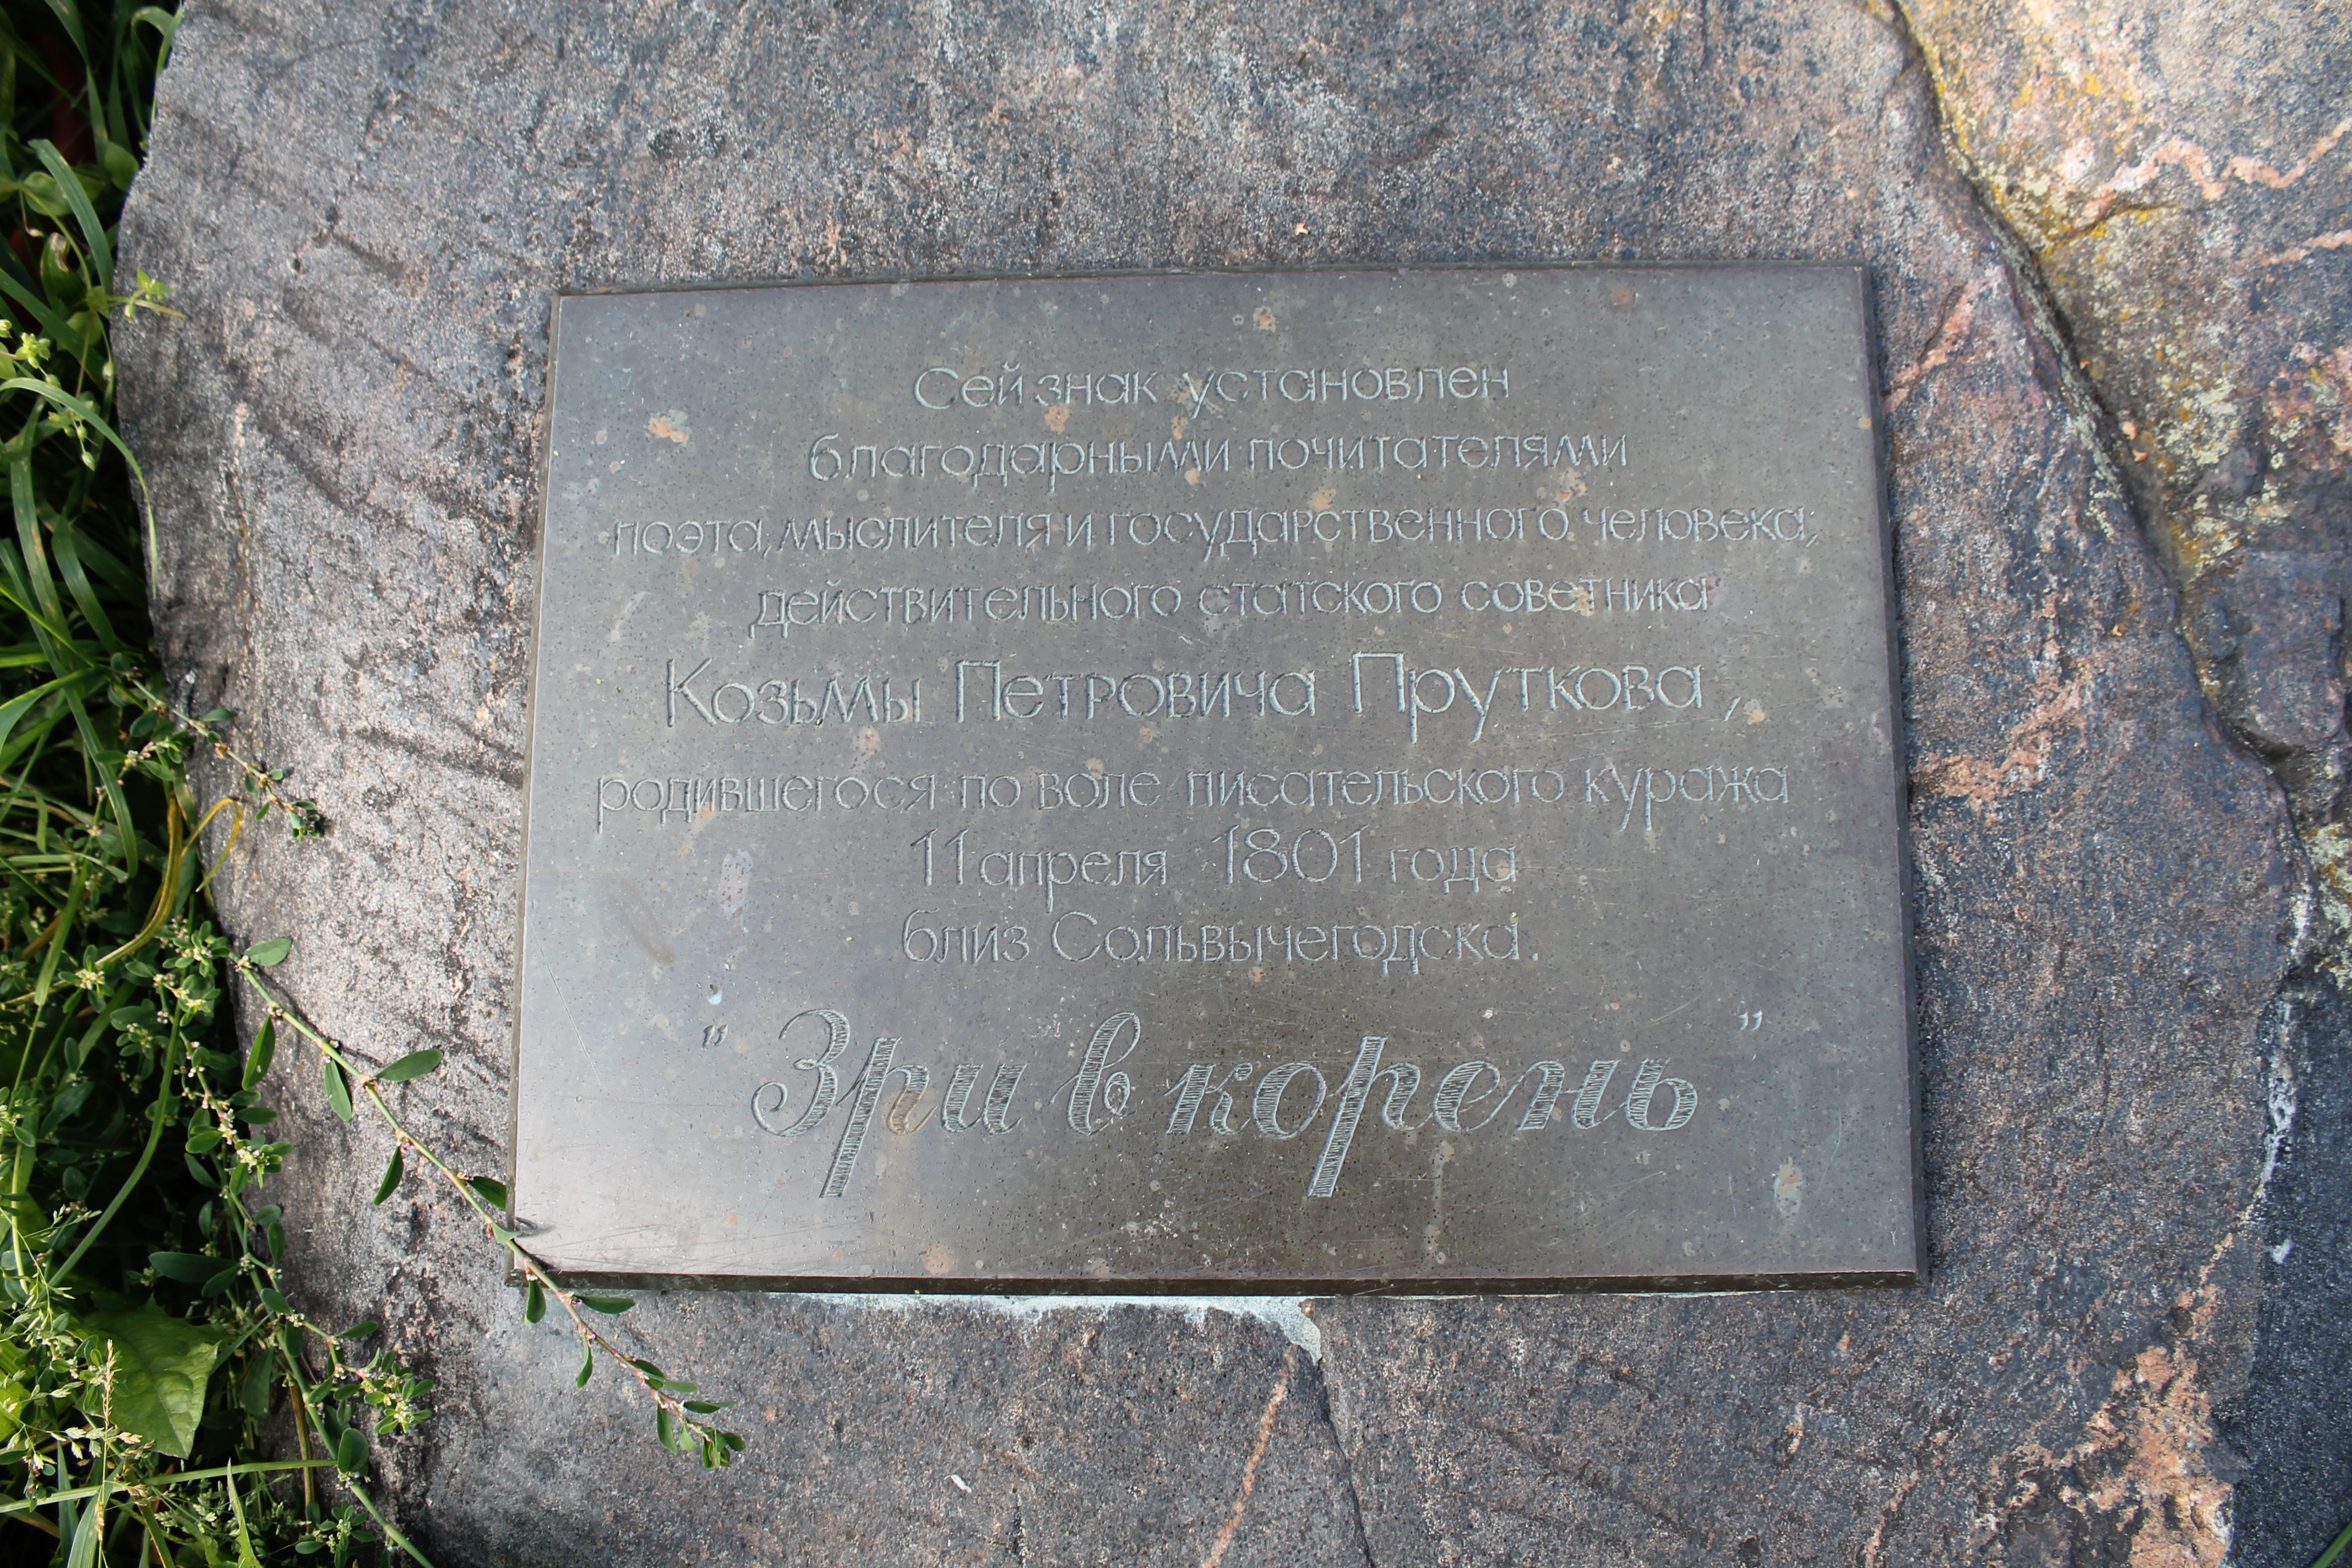 Сей знак установлен
благодарными почитателями
поэта, мыслителя и государственного человека,
действительного статского советника
Козьмы Петровича Пруткова,
родившегося по воле писательского куража
11 апреля 1801 года
близ Сольвычегодска.
"Зри в корень"